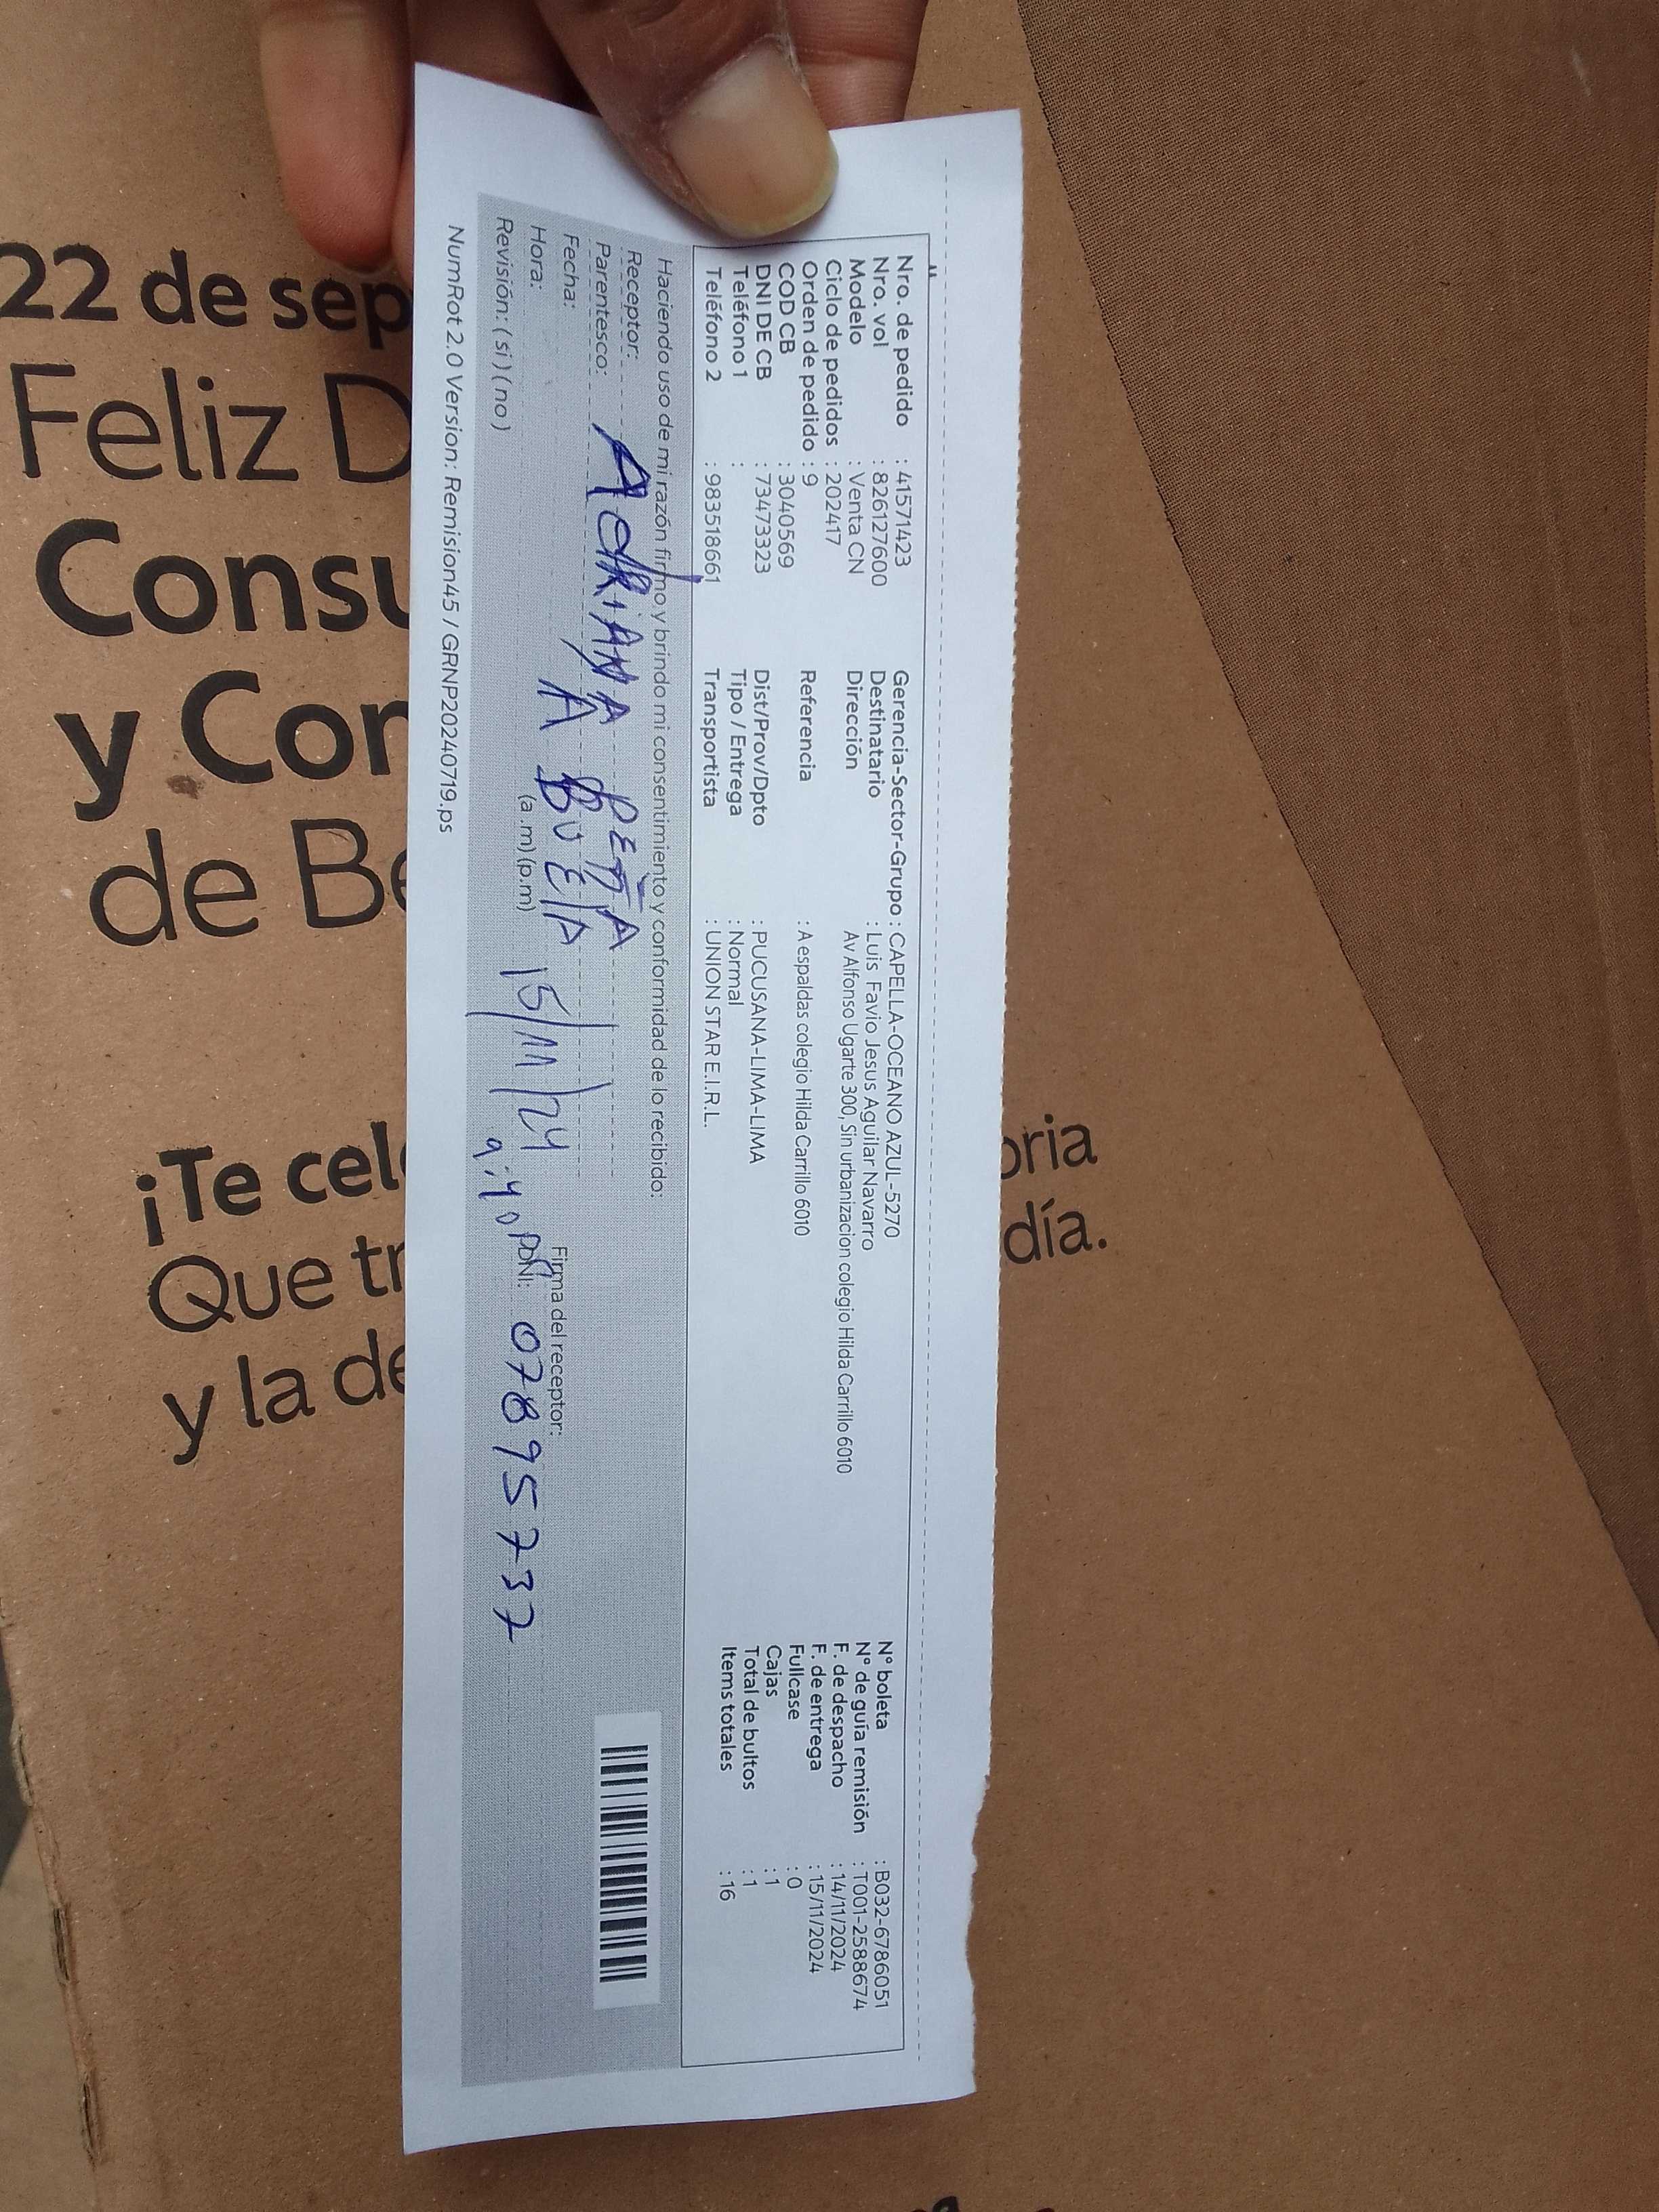 Nro. de pedido : 41571423
Nro. vol : 826127600
Modelo : Venta CN
Ciclo de pedidos : 202417
Orden de pedido : 9
COD CB : 30405569
DNI DE CB : 73473323
Teléfono 1 :
Teléfono 2 : 983518661
Gerencia-Sector-Grupo : CAPELLA-OCEANO AZUL-5270
Destinatario : Luis Favio Jesus Aguilar Navarro
Dirección Av Alfonso Ugarte 300, Sin urbanizacion colegio Hilda Carrillo 6010
Referencia : A espaldas colegio Hilda Carrillo 6010
Dist/Prov/Dpto : PUCUSANA-LIMA-LIMA
Tipo / Entrega : Normal
Transportista : UNION STAR E.I.R.L.
N° boleta : B032-6786051
N° de guía remisión : T001-2588674
F. de despacho : 14/11/2024
F. de entrega : 15/11/2024
Fullcase : 0
Cajas : 1
Total de bultos : 1
Items totales : 16
Haciendo uso de mi razón firmo y brindo mi consentimiento y conformidad de lo recibido:
Receptor: AdRiANA PEÑA
Parentesco: ABUElA
Fecha: 15/11/24
Hora: (a.m) (p.m) 9:40
Revisión: ( si ) ( no )
Firma del receptor:
DNI: 07895737
NumRot 2.0 Version: Remision45 / GRNP20240719.ps
22 de sep
Feliz D
Consu
y Con
de Be
¡Te cel
Que tr
y la de
oria
día.